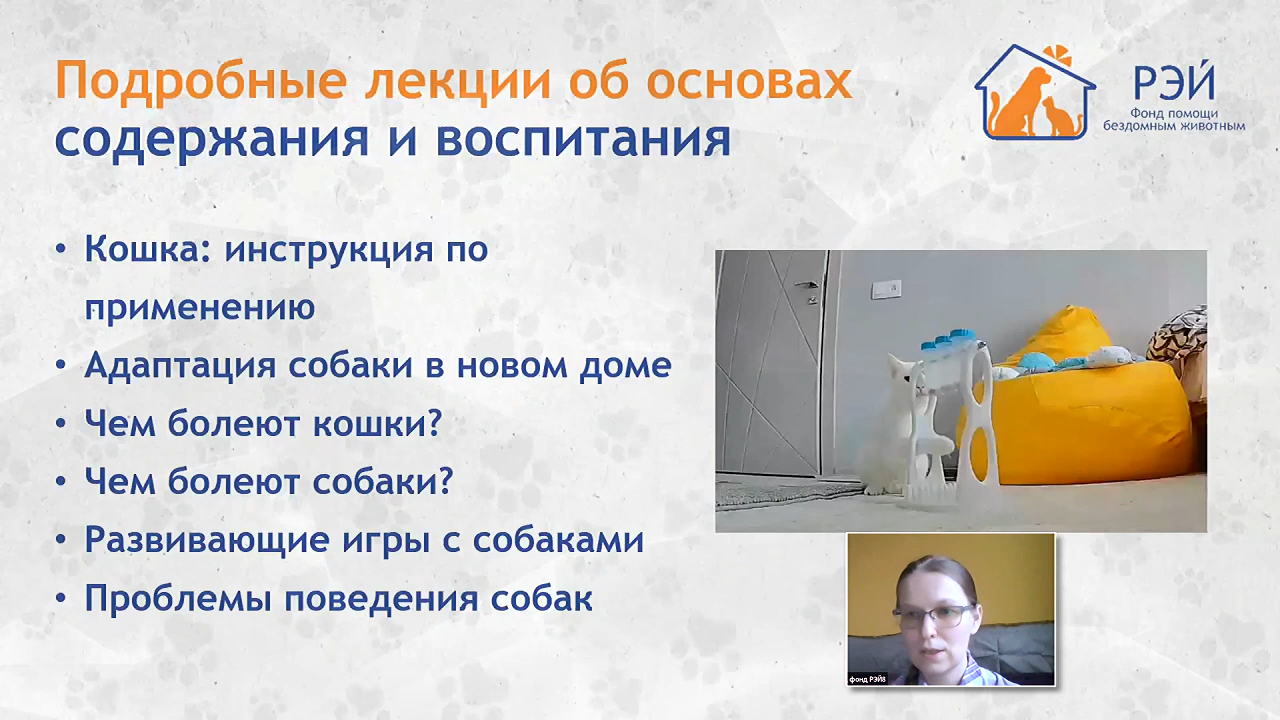 Подробные лекции об основах
содержания и воспитания
РЭЙ
Фонд помощи
бездомным животным
• Кошка: инструкция по
применению
• Адаптация собаки в новом доме
• Чем болеют кошки?
• Чем болеют собаки?
• Развивающие игры с собаками
• Проблемы поведения собак
фонд РЭЙ8